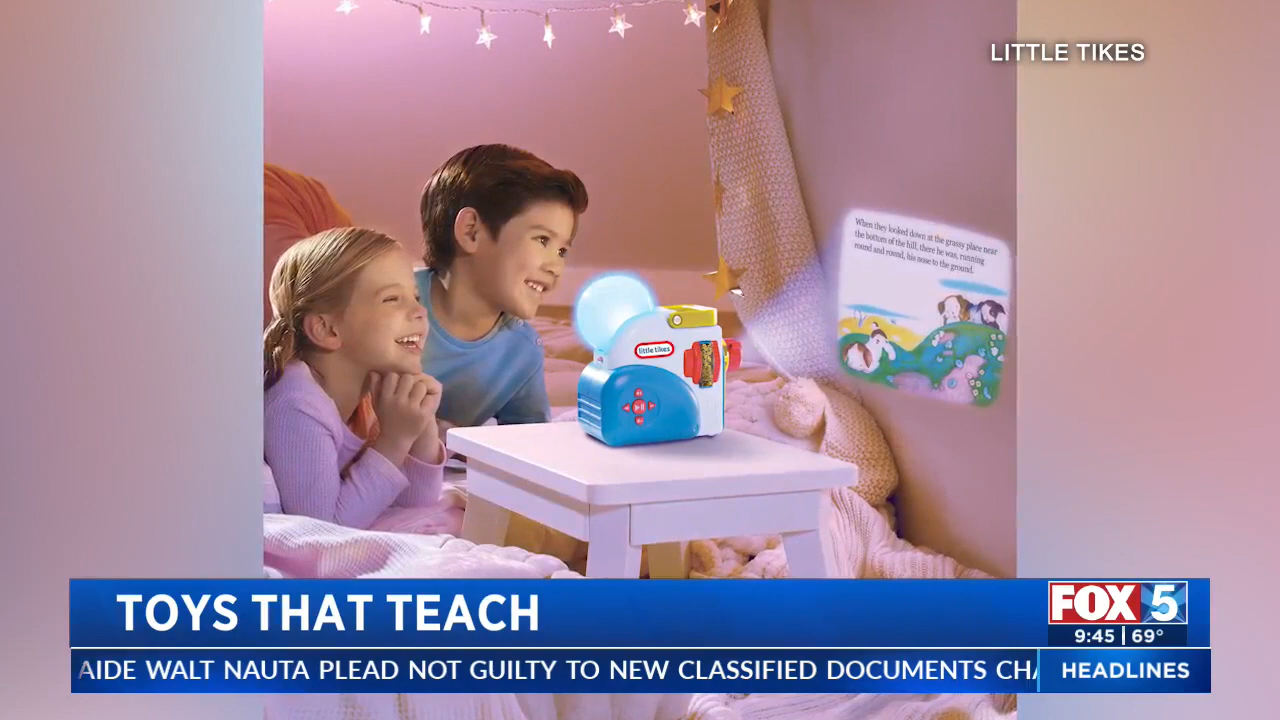 LITTLE TIKES
When they looked down at the grassy place near
the bottom of the hill, there he was, running
round and round, his nose to the ground.
little tikes
TOYS THAT TEACH
FOX 5
9:45 | 69°
AIDE WALT NAUTA PLEAD NOT GUILTY TO NEW CLASSIFIED DOCUMENTS CHA
HEADLINES